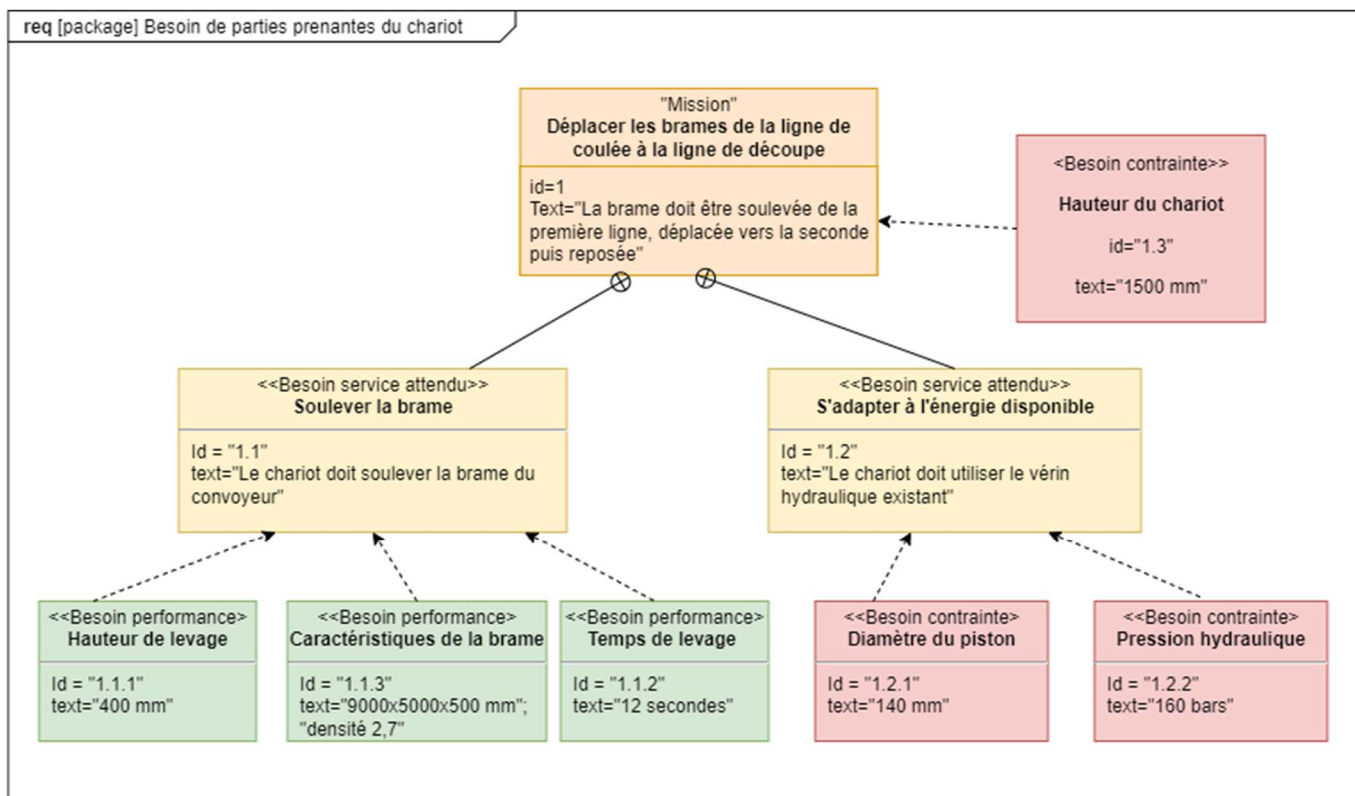 req [package] Besoin de parties prenantes du chariot
"Mission"
Déplacer les brames de la ligne de
coulée à la ligne de découpe
id=1
Text="La brame doit être soulevée de la
première ligne, déplacée vers la seconde
puis reposée"
<Besoin contrainte>>
Hauteur du chariot
id="1.3"
text="1500 mm"
<<Besoin service attendu>>
Soulever la brame
Id = "1.1"
text="Le chariot doit soulever la brame du
convoyeur"
<<Besoin service attendu>>
S'adapter à l'énergie disponible
Id = "1.2"
text="Le chariot doit utiliser le vérin
hydraulique existant"
<<Besoin performance>
Hauteur de levage
Id = "1.1.1"
text="400 mm"
<<Besoin performance>
Caractéristiques de la brame
Id = "1.1.3"
text="9000x5000x500 mm";
"densité 2,7"
<<Besoin performance>
Temps de levage
Id = "1.1.2"
text="12 secondes"
<<Besoin contrainte>
Diamètre du piston
Id = "1.2.1"
text="140 mm"
<<Besoin contrainte>
Pression hydraulique
Id = "1.2.2"
text="160 bars"